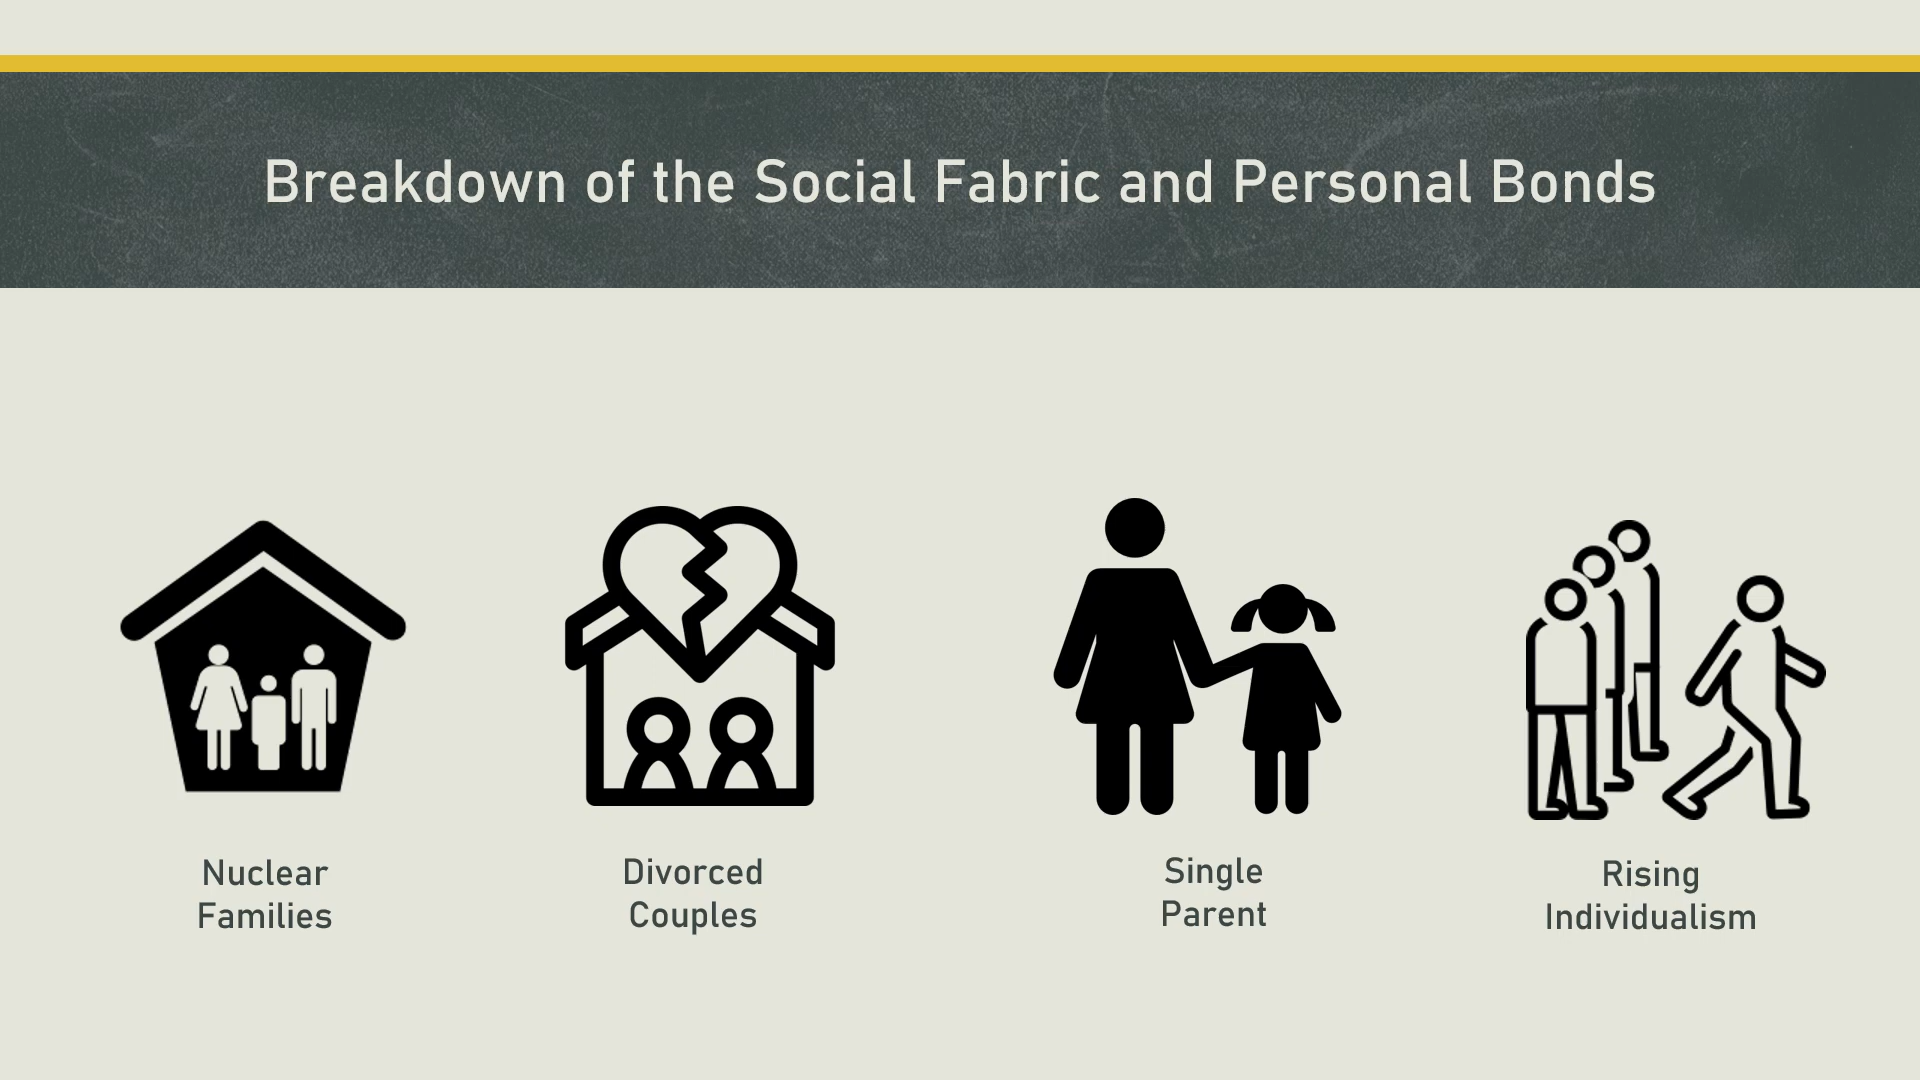 Breakdown of the Social Fabric and Personal Bonds
Nuclear
Families
Divorced
Couples
Single
Parent
Rising
Individualism